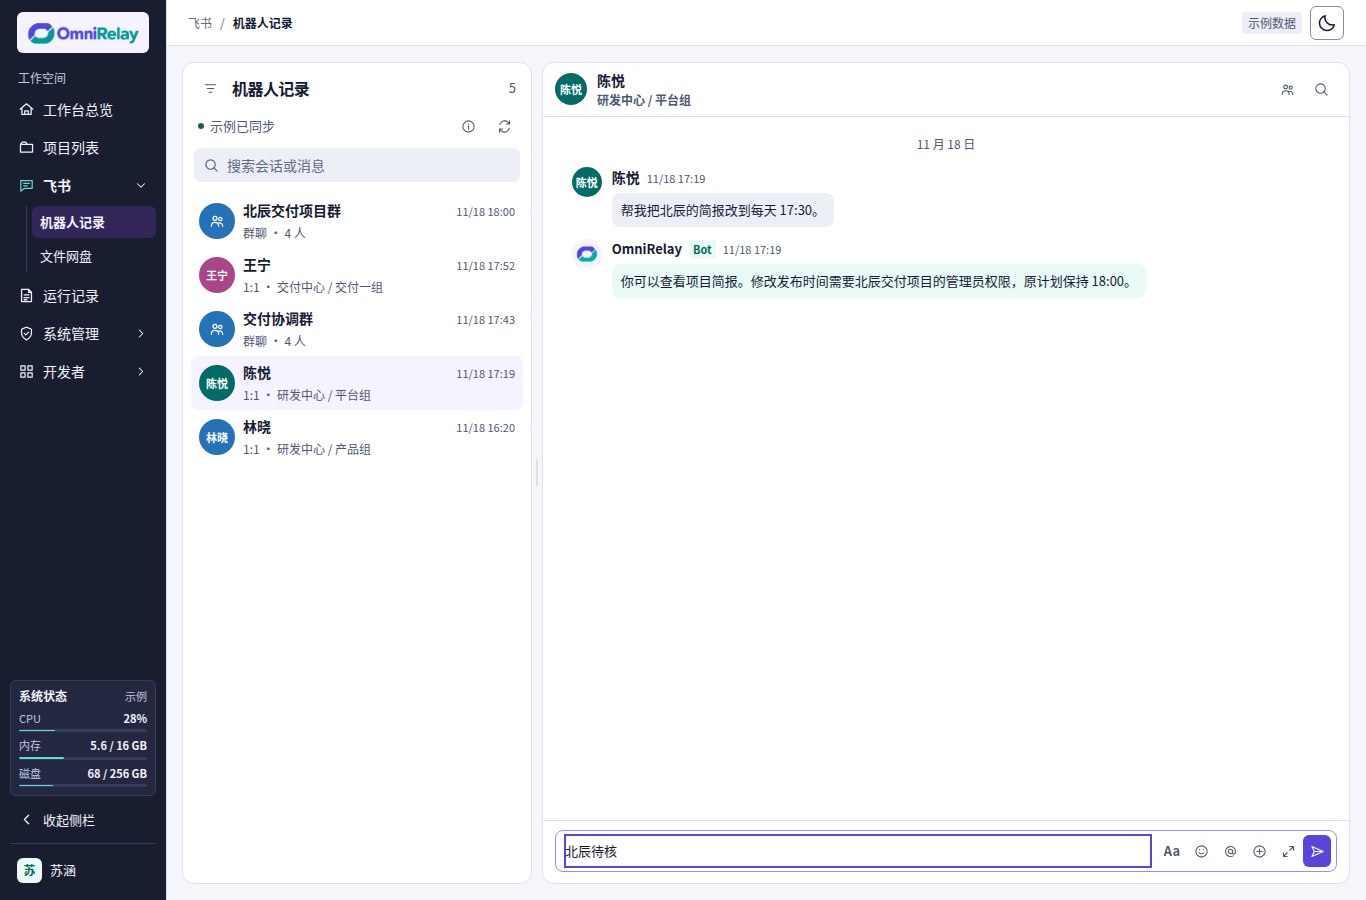 OmniRelay
工作空间
工作台总览
项目列表
飞书
机器人记录
文件网盘
运行记录
系统管理
开发者
系统状态 示例
CPU 28%
内存 5.6 / 16 GB
磁盘 68 / 256 GB
收起侧栏
苏 苏涵
飞书 / 机器人记录
示例数据
机器人记录 5
示例已同步
搜索会话或消息
北辰交付项目群 11/18 18:00
群聊 · 4 人
王宁 王宁 11/18 17:52
1:1 · 交付中心 / 交付一组
交付协调群 11/18 17:43
群聊 · 4 人
陈悦 陈悦 11/18 17:19
1:1 · 研发中心 / 平台组
林晓 林晓 11/18 16:20
1:1 · 研发中心 / 产品组
陈悦 陈悦
研发中心 / 平台组
11 月 18 日
陈悦 陈悦 11/18 17:19
帮我把北辰的简报改到每天 17:30。
OmniRelay Bot 11/18 17:19
你可以查看项目简报。修改发布时间需要北辰交付项目的管理员权限，原计划保持 18:00。
北辰待核 Aa